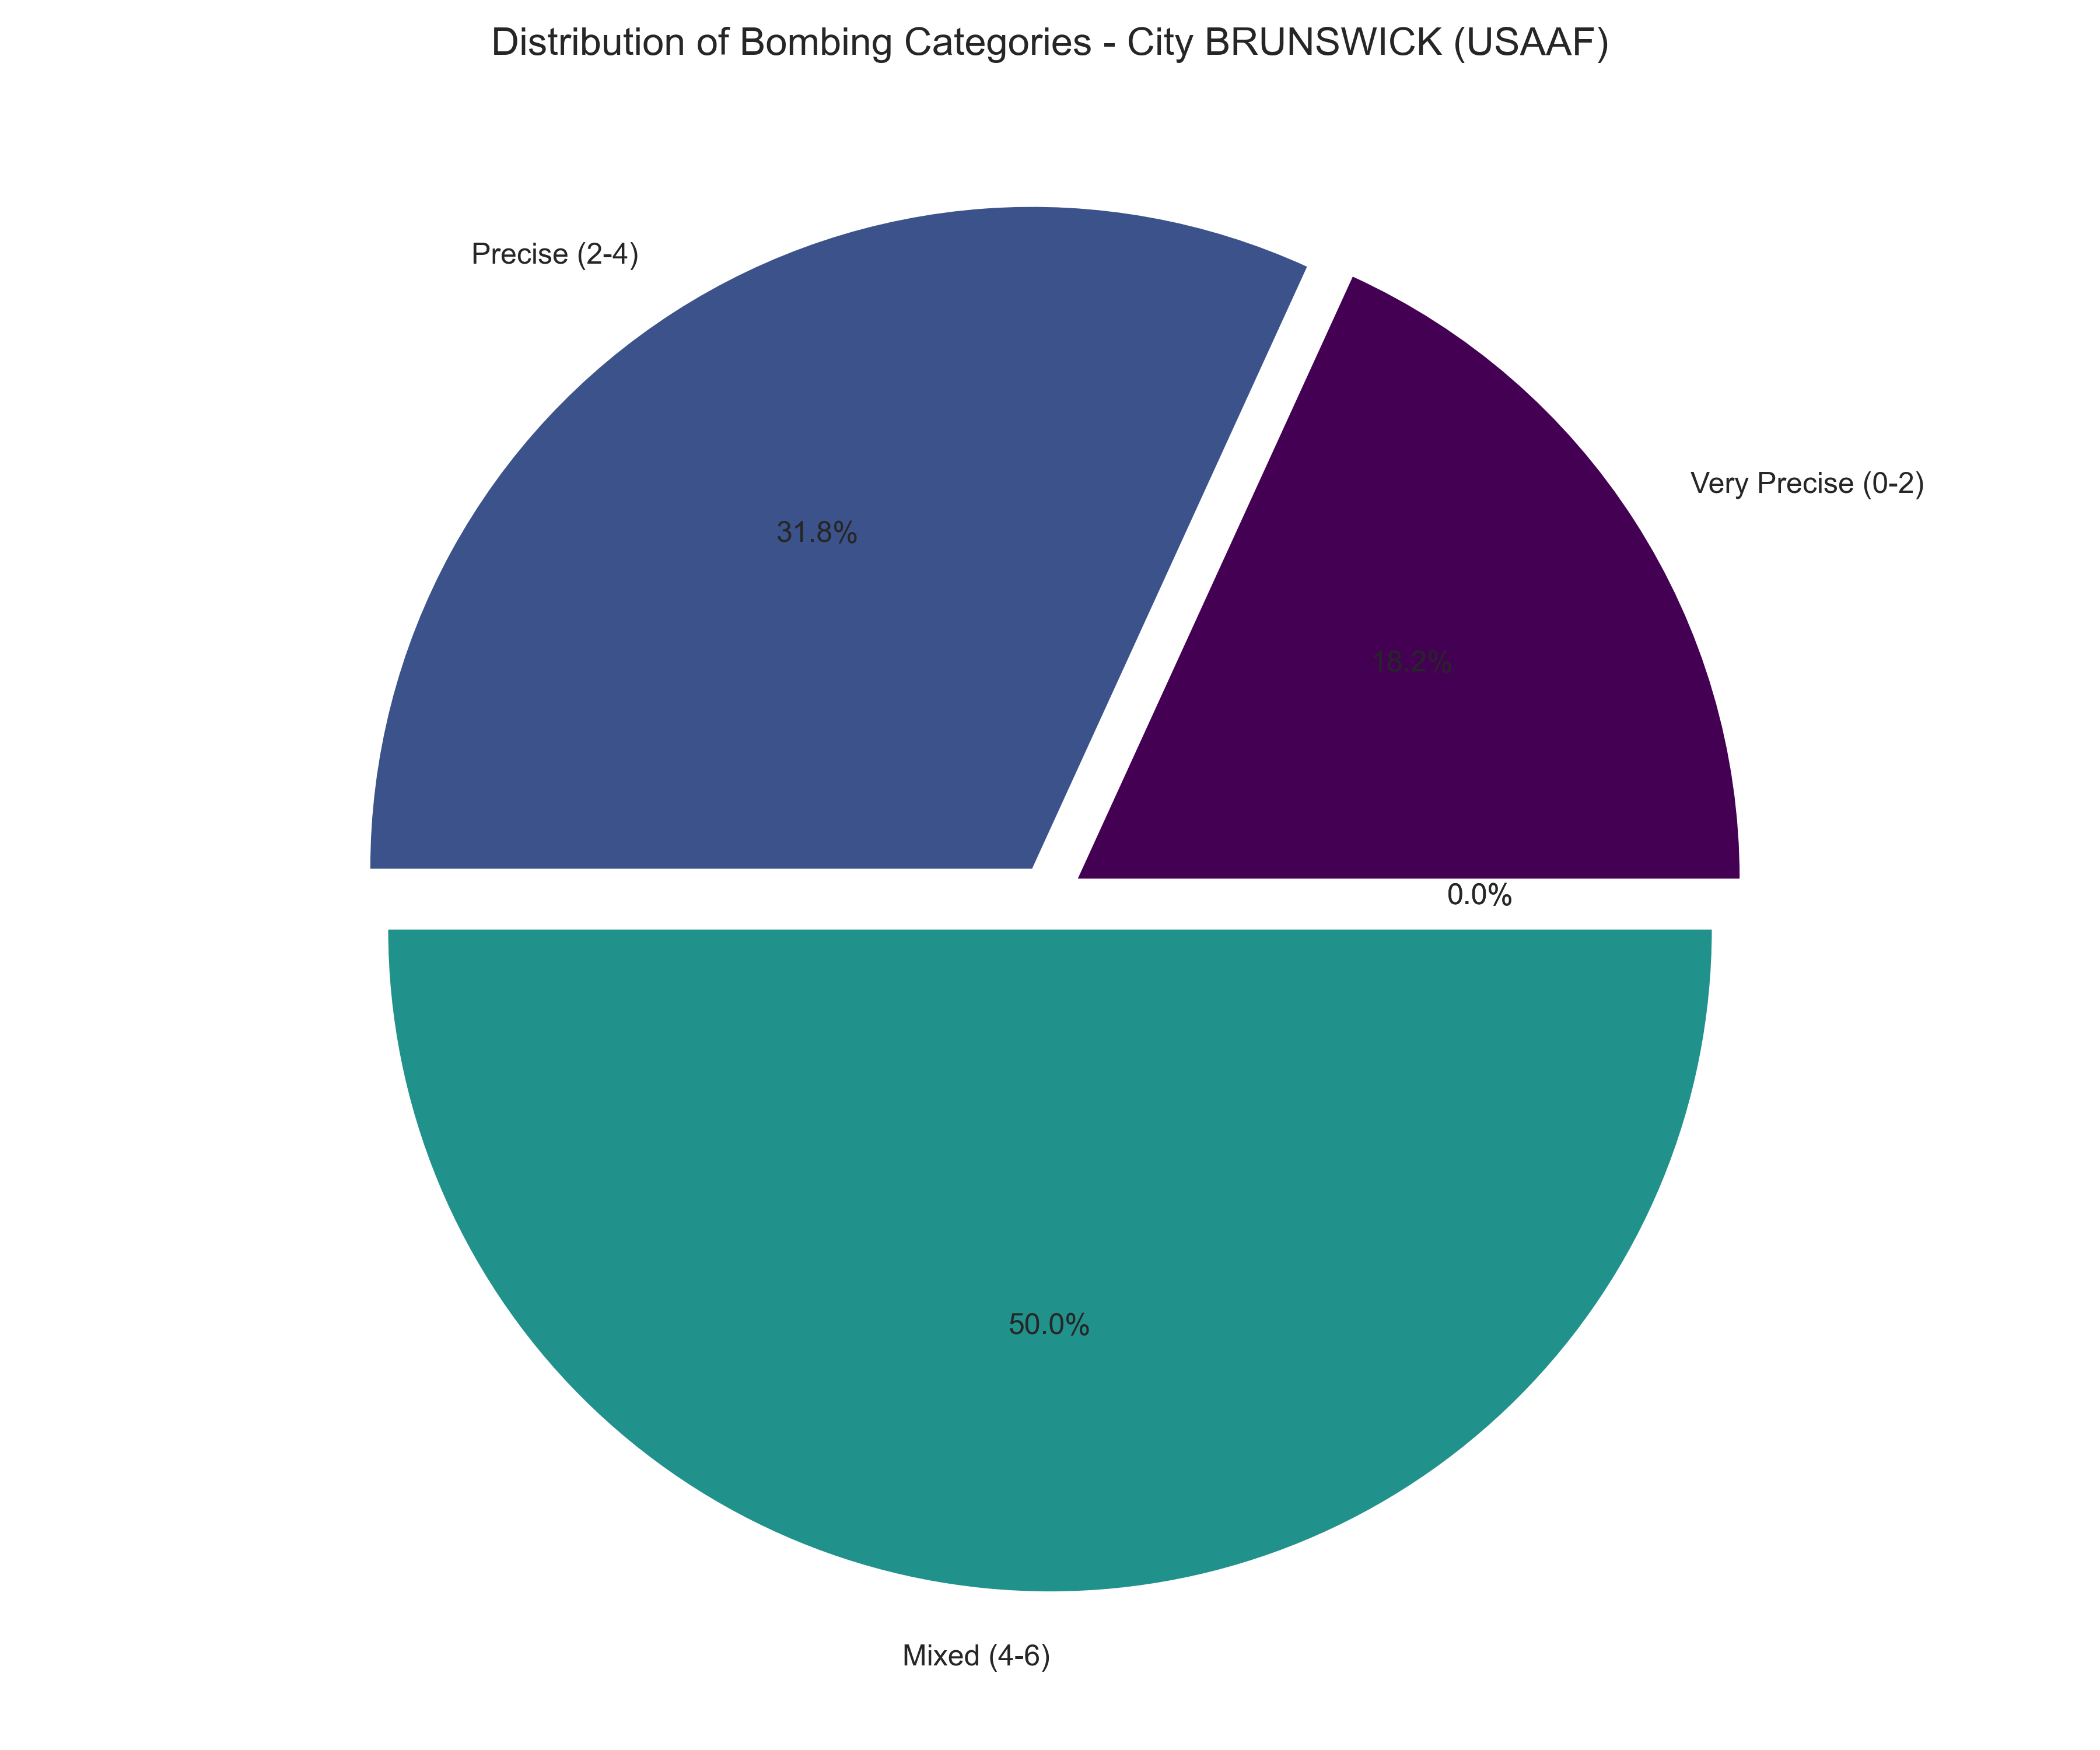 Distribution of Bombing Categories - City BRUNSWICK (USAAF)
Precise (2-4)
Very Precise (0-2)
31.8%
18.2%
0.0%
50.0%
Mixed (4-6)